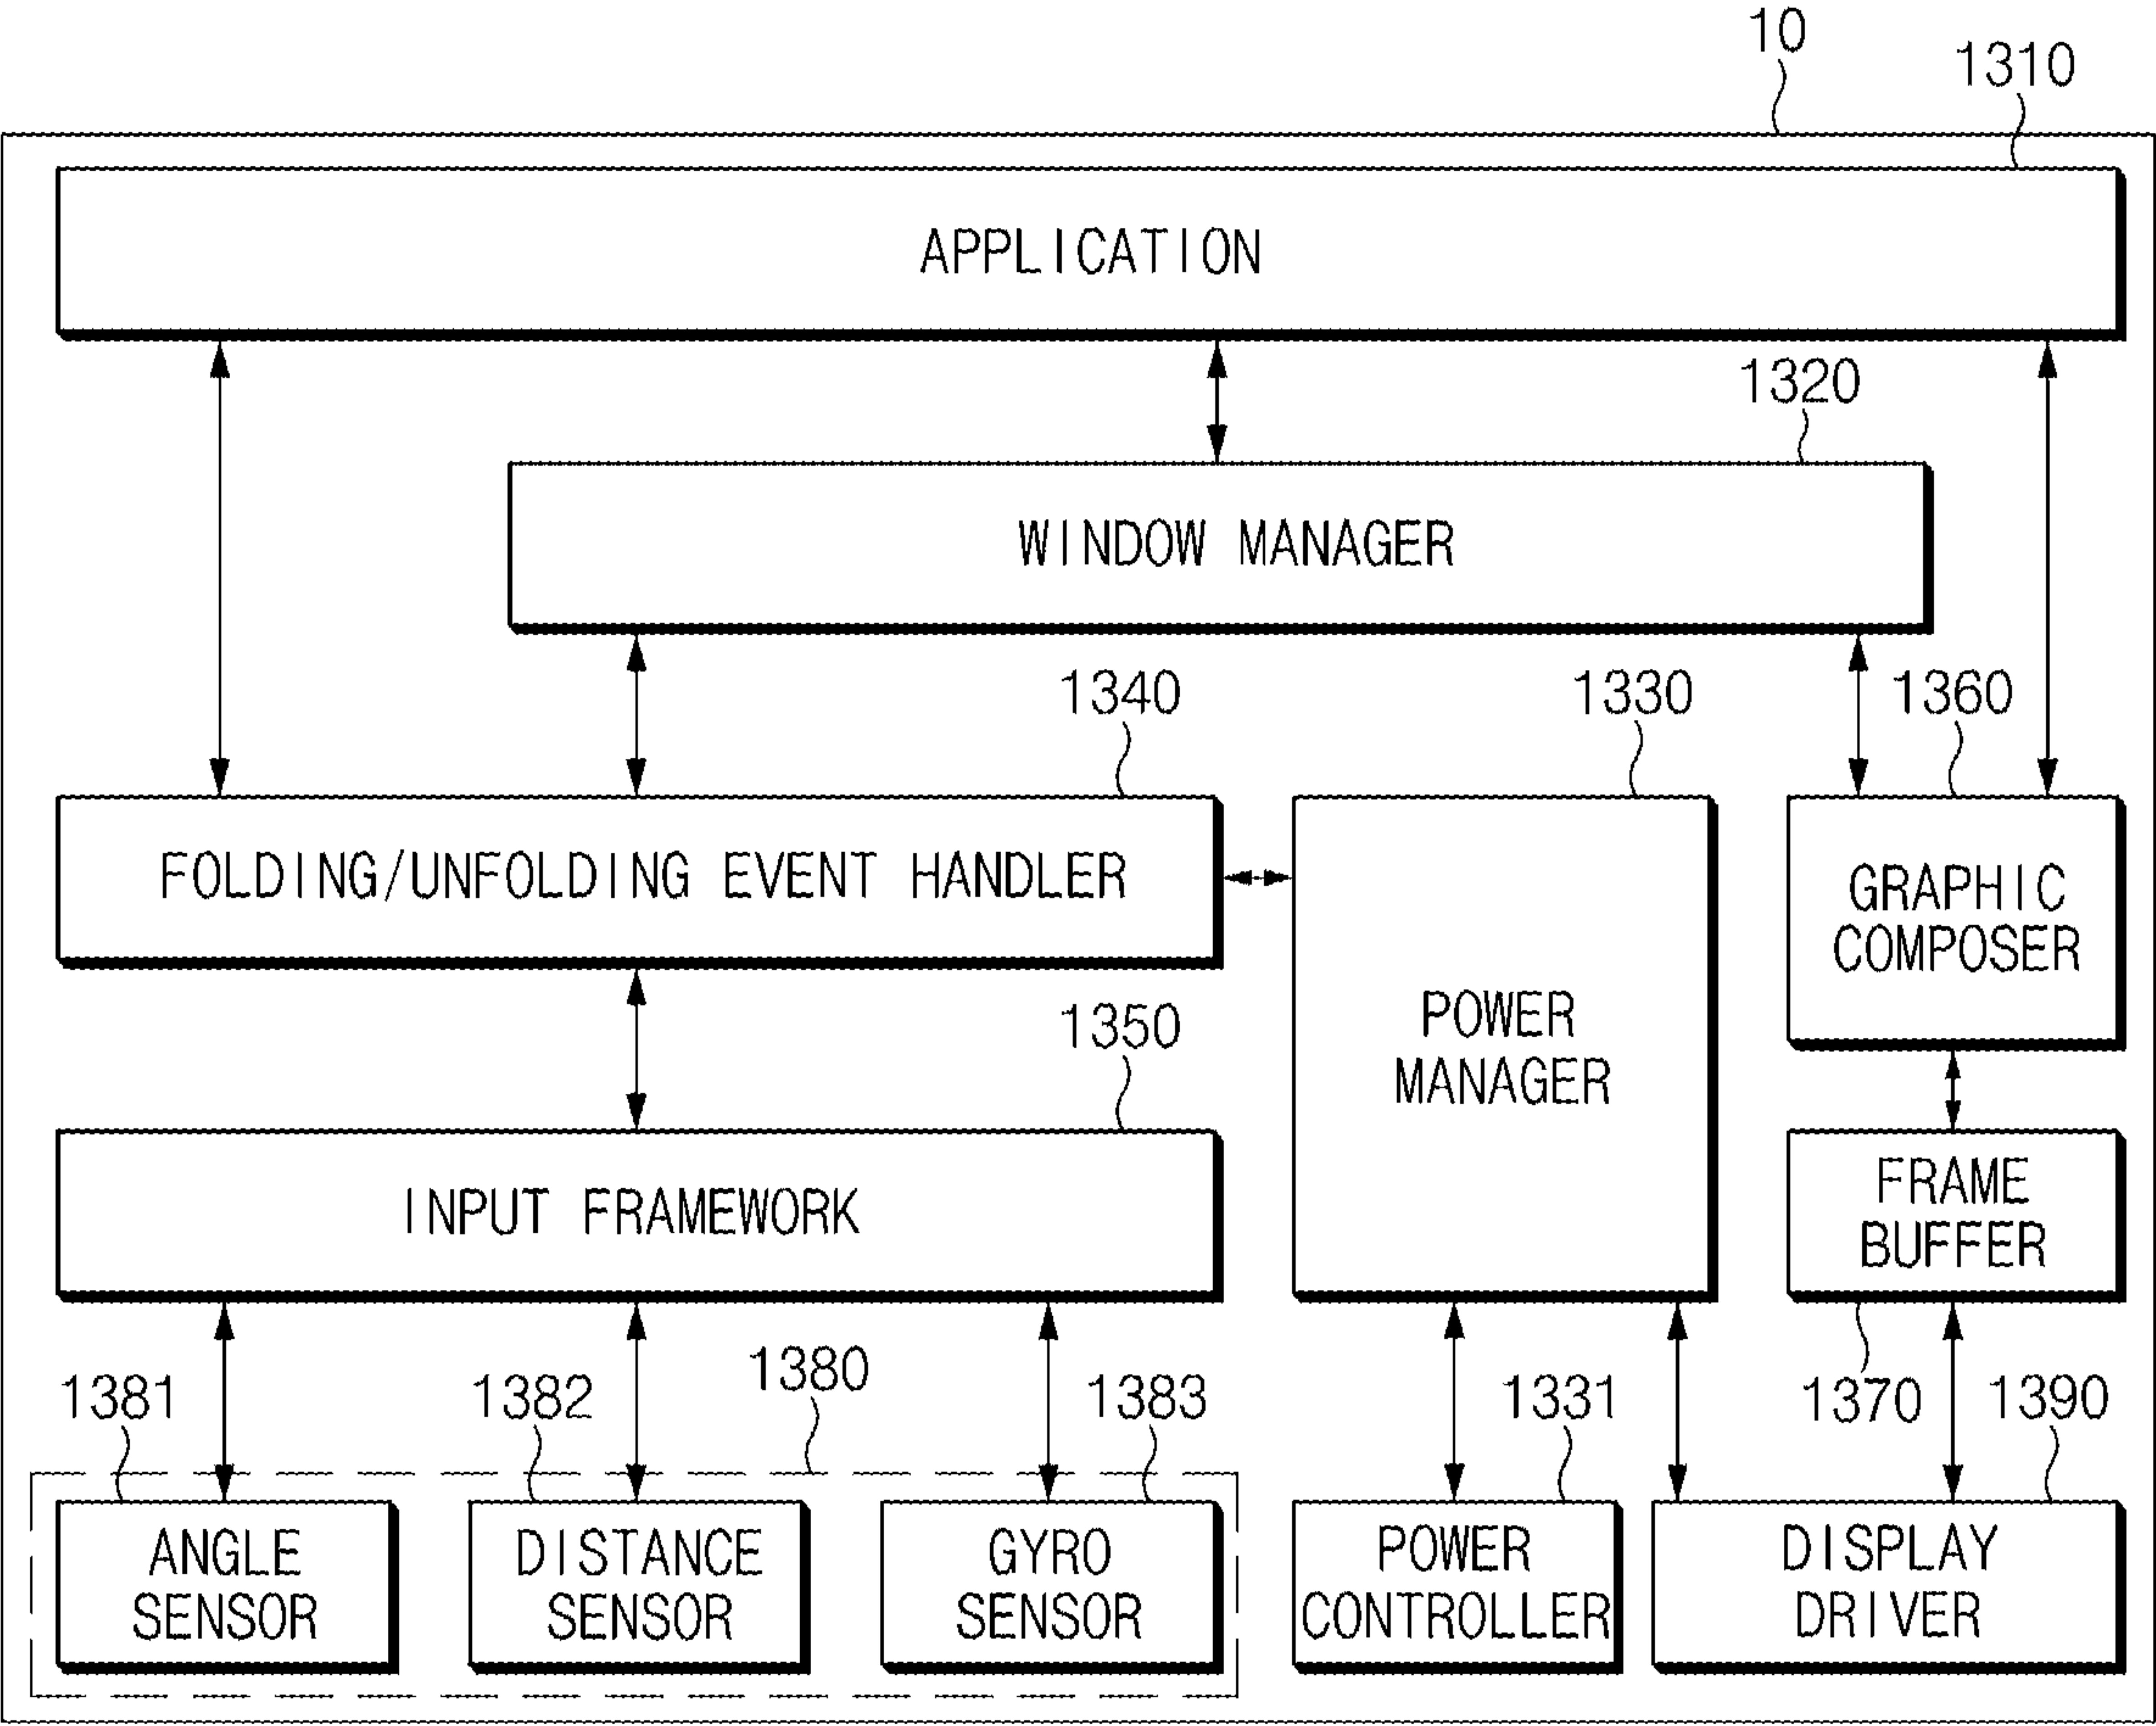 10
1310
APPLICATION
1320
WINDOW MANAGER
1340
1330
1360
FOLDING/UNFOLDING EVENT HANDLER
GRAPHIC
COMPOSER
POWER
MANAGER
1350
INPUT FRAMEWORK
FRAME
BUFFER
1381
1382
1380
1383
1331
1370
1390
ANGLE
SENSOR
DISTANCE
SENSOR
GYRO
SENSOR
POWER
CONTROLLER
DISPLAY
DRIVER